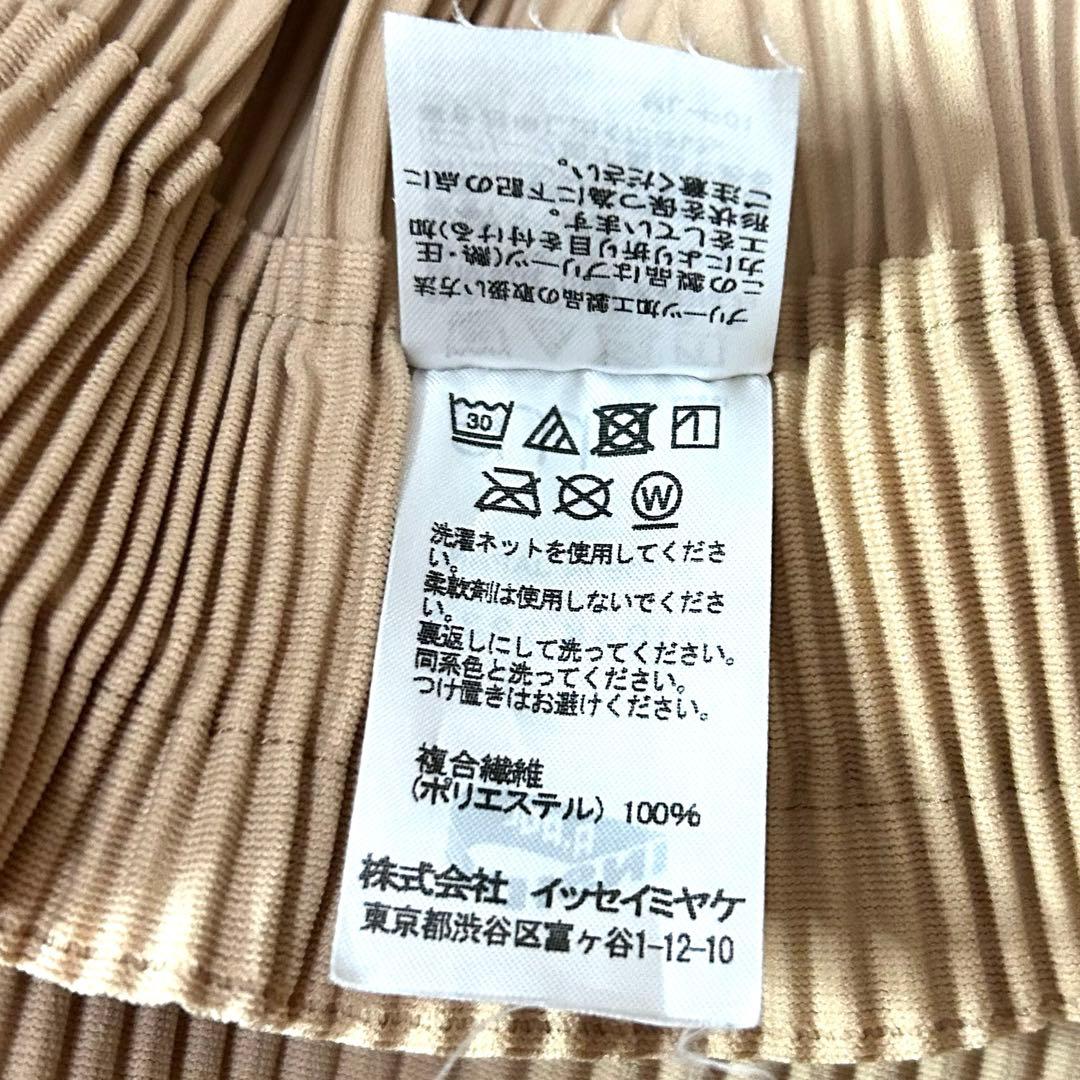 プリーツ加工製品の取扱い方法
この製品はプリーツ(熱・圧
力により折り目を付ける)加
工をしています。
形状を保つ為に下記の点に
ご注意ください。
30
W
洗濯ネットを使用してくださ
い。
柔軟剤は使用しないでくださ
い。
裏返しにして洗ってください。
同系色と洗ってください。
つけ置きはお避けください。
複合繊維
(ポリエステル) 100%
株式会社 イッセイミヤケ
東京都渋谷区富ヶ谷1-12-10